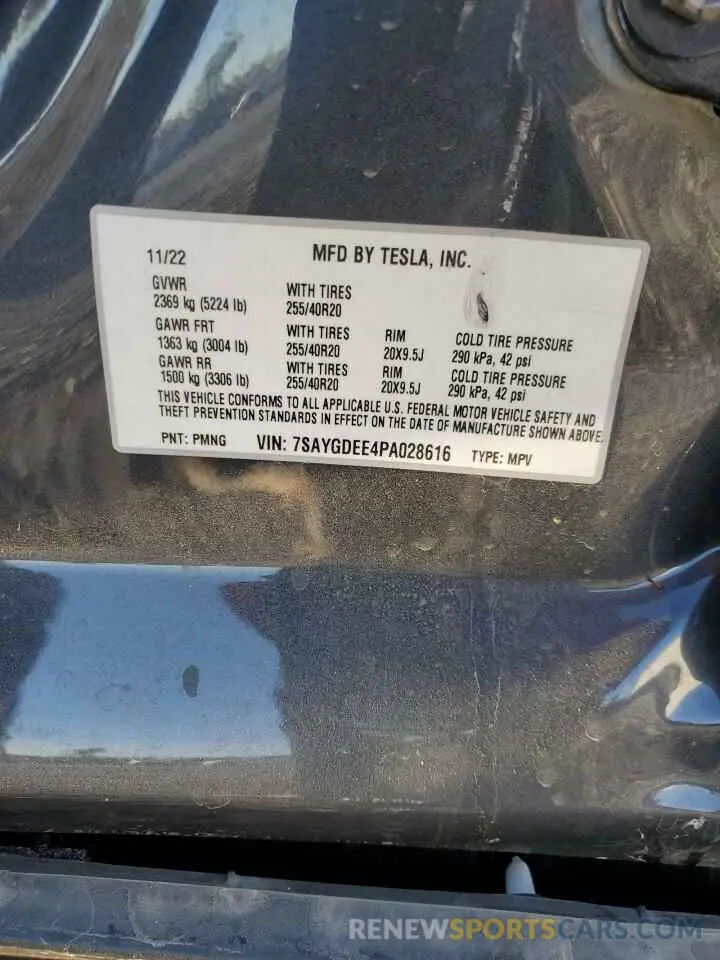 11/22 MFD BY TESLA, INC.
GVWR
2369 kg (5224 lb) WITH TIRES
255/40R20
GAWR FRT WITH TIRES RIM COLD TIRE PRESSURE
1363 kg (3004 lb) 255/40R20 20X9.5J 290 kPa, 42 psi
GAWR RR WITH TIRES RIM COLD TIRE PRESSURE
1500 kg (3306 lb) 255/40R20 20X9.5J 290 kPa, 42 psi
THIS VEHICLE CONFORMS TO ALL APPLICABLE U.S. FEDERAL MOTOR VEHICLE SAFETY AND
THEFT PREVENTION STANDARDS IN EFFECT ON THE DATE OF MANUFACTURE SHOWN ABOVE.
PNT: PMNG VIN: 7SAYGDEE4PA028616 TYPE: MPV
RENEWSPORTSCARS.COM